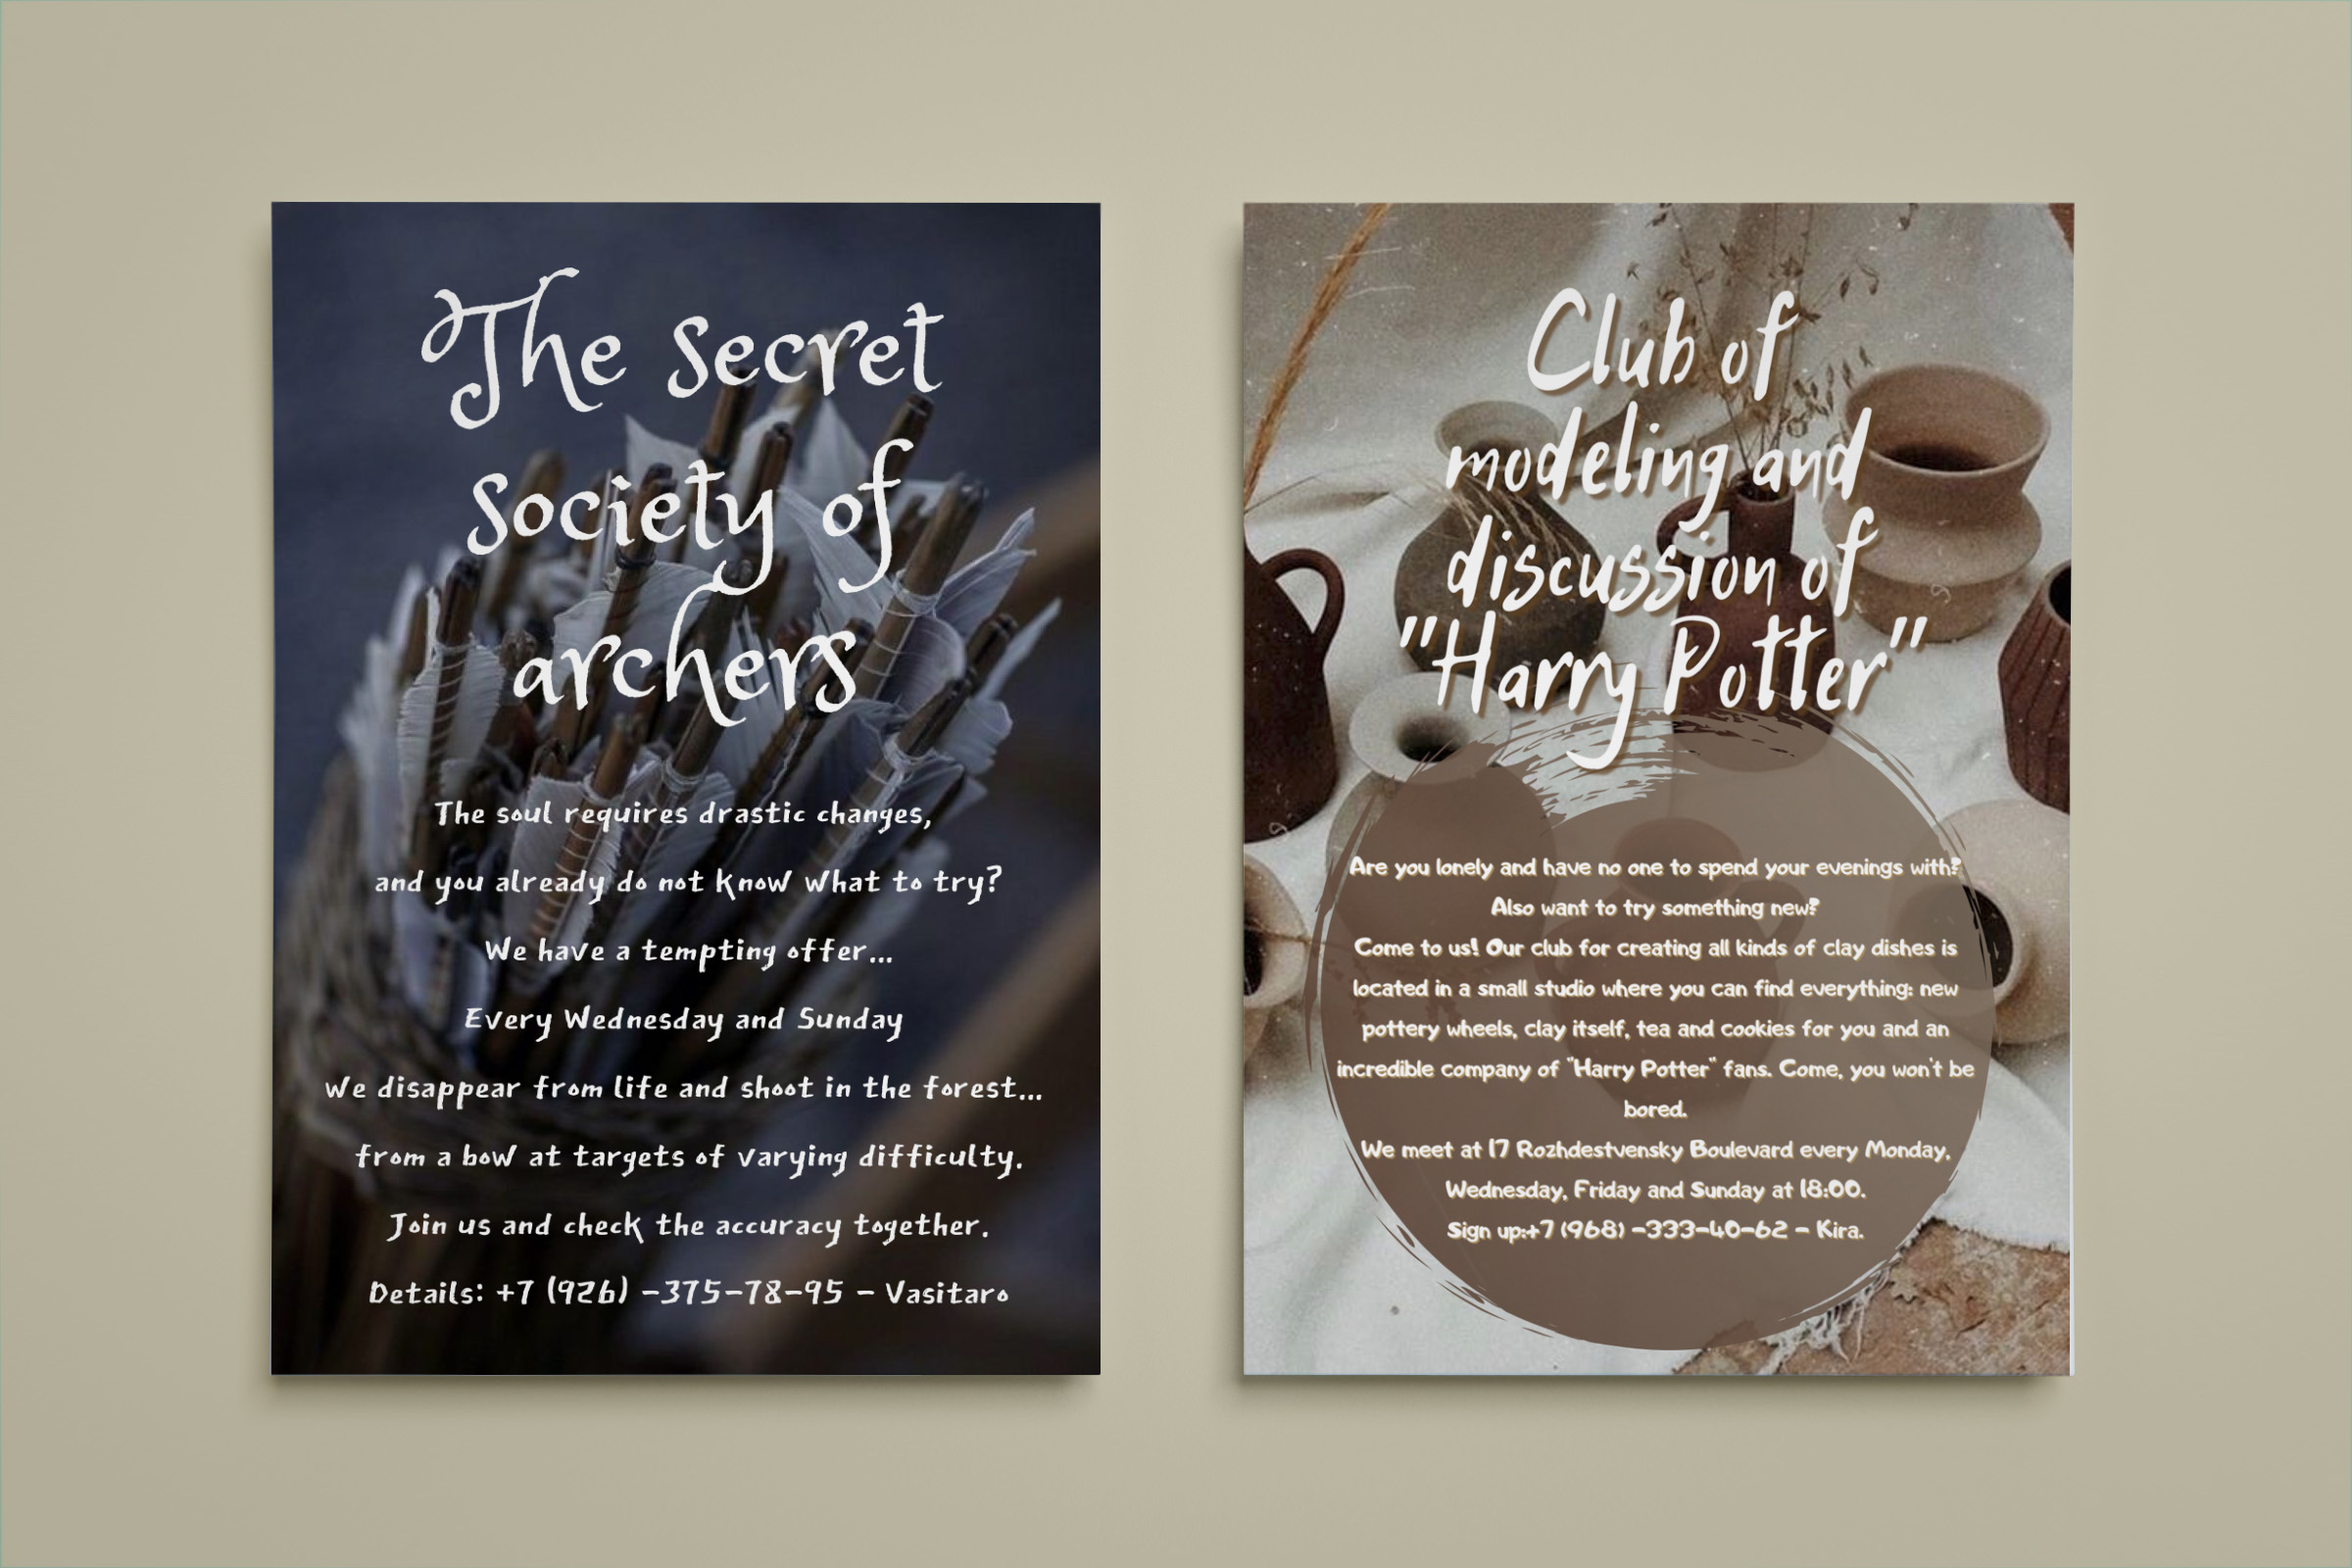 The secret
society of
archers
The soul requires drastic changes,
and you already do not know what to try?
We have a tempting offer...
Every Wednesday and Sunday
we disappear from life and shoot in the forest...
from a bow at targets of varying difficulty.
Join us and check the accuracy together.
Details: +7 (926) -375-78-95 - Vasitaro
Club of
modeling and
discussion of
"Harry Potter"
Are you lonely and have no one to spend your evenings with?
Also want to try something new?
Come to us! Our club for creating all kinds of clay dishes is
located in a small studio where you can find everything: new
pottery wheels, clay itself, tea and cookies for you and an
incredible company of "Harry Potter" fans. Come, you won't be
bored.
We meet at 17 Rozhdestvensky Boulevard every Monday,
Wednesday, Friday and Sunday at 18:00.
Sign up:+7 (968) -333-40-62 - Kira.